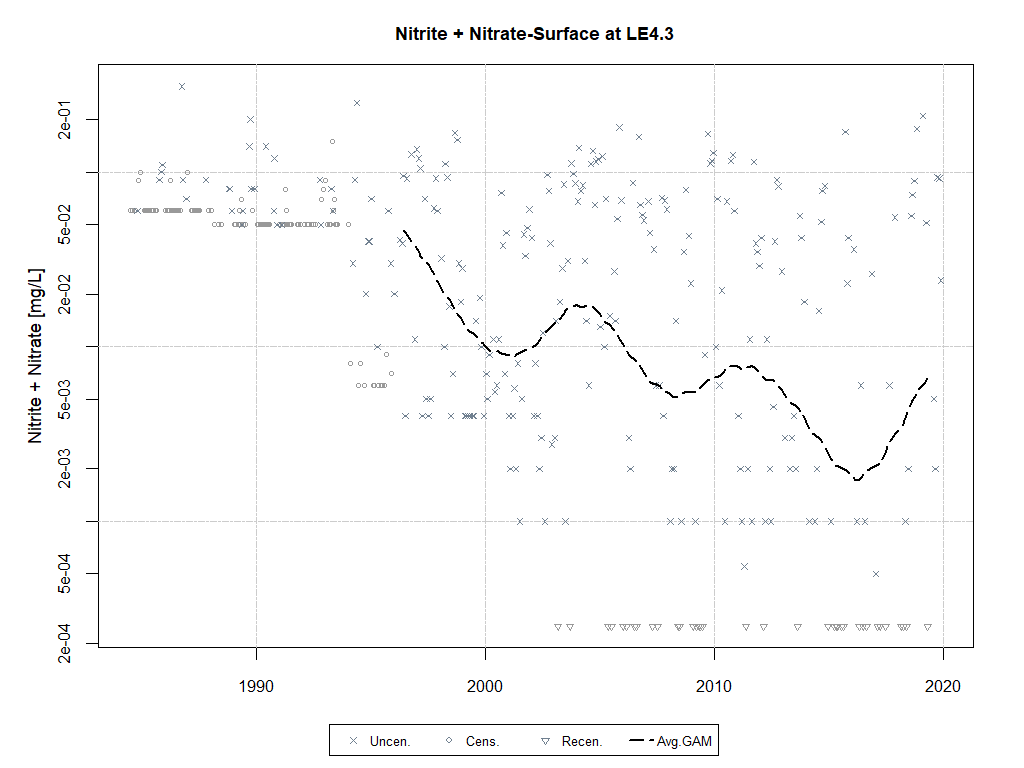 Nitrite + Nitrate-Surface at LE4.3
Nitrite + Nitrate [mg/L]
2e-01
5e-02
2e-02
5e-03
2e-03
5e-04
2e-04
1990 2000 2010 2020
Uncen. Cens. Recen. Avg.GAM